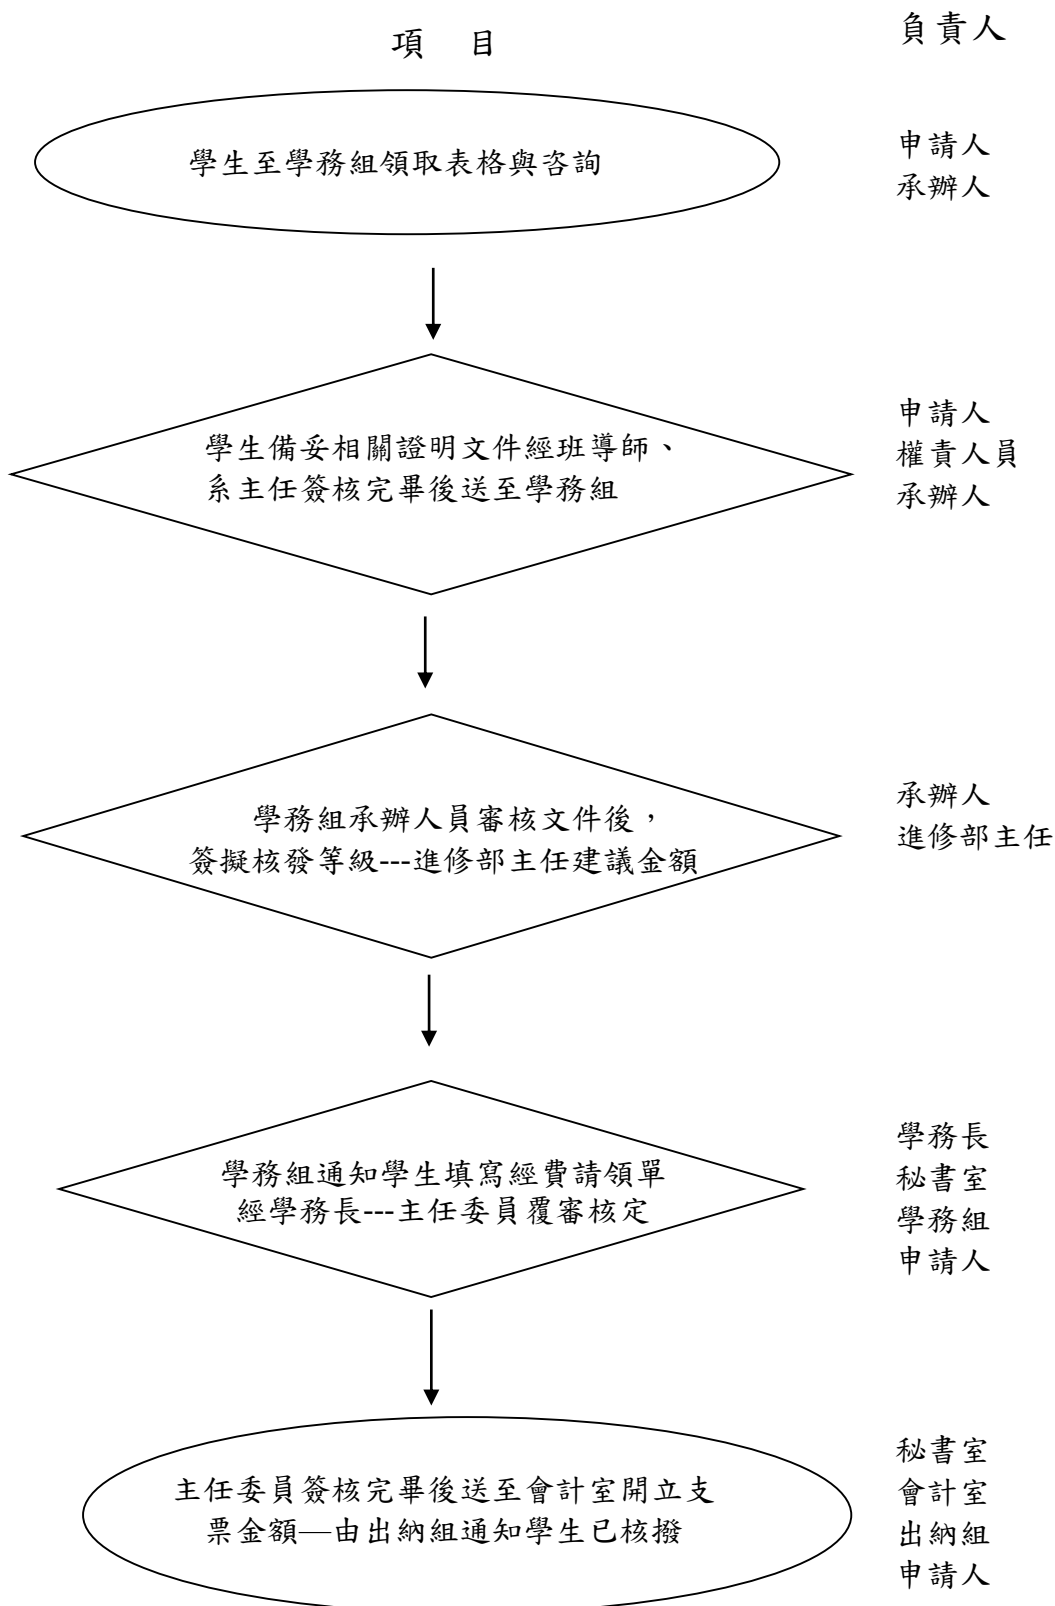 項　目
負責人
學生至學務組領取表格與咨詢
申請人
承辦人
學生備妥相關證明文件經班導師、
系主任簽核完畢後送至學務組
申請人
權責人員
承辦人
學務組承辦人員審核文件後，
簽擬核發等級---進修部主任建議金額
承辦人
進修部主任
學務組通知學生填寫經費請領單
經學務長---主任委員覆審核定
學務長
秘書室
學務組
申請人
主任委員簽核完畢後送至會計室開立支
票金額—由出納組通知學生已核撥
秘書室
會計室
出納組
申請人